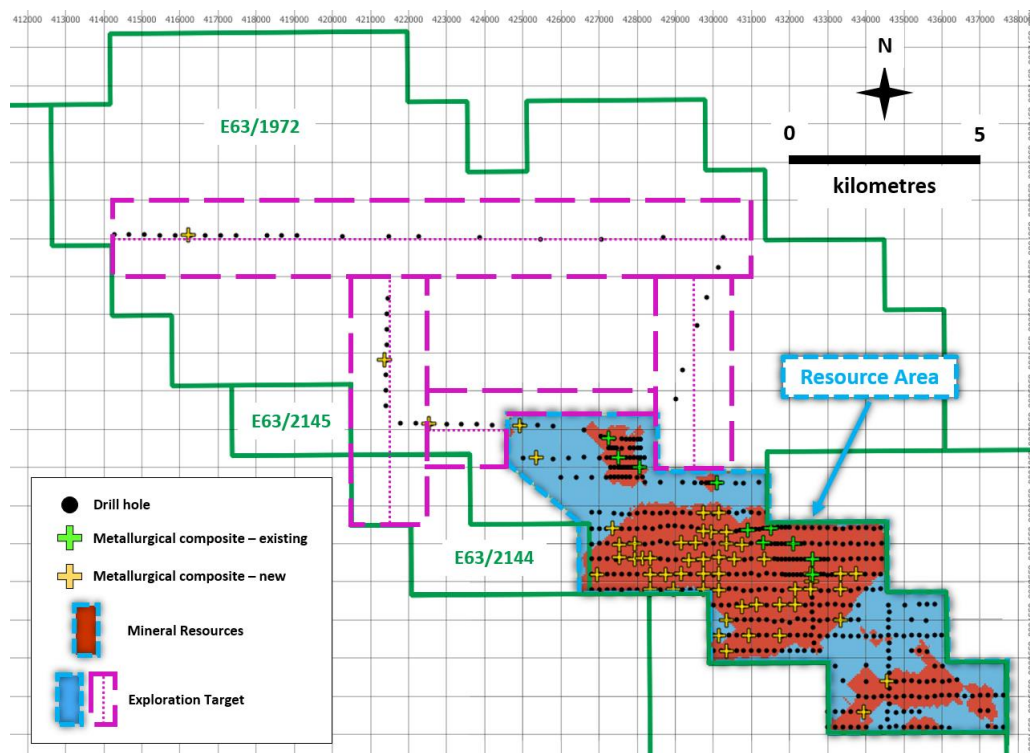 412000 413000 414000 415000 416000 417000 418000 419000 420000 421000 422000 423000 424000 425000 426000 427000 428000 429000 430000 431000 432000 433000 434000 435000 436000 437000 438000
N
E63/1972
0 5
kilometres
Resource Area
E63/2145
E63/2144
Drill hole
Metallurgical composite – existing
Metallurgical composite – new
Mineral Resources
Exploration Target